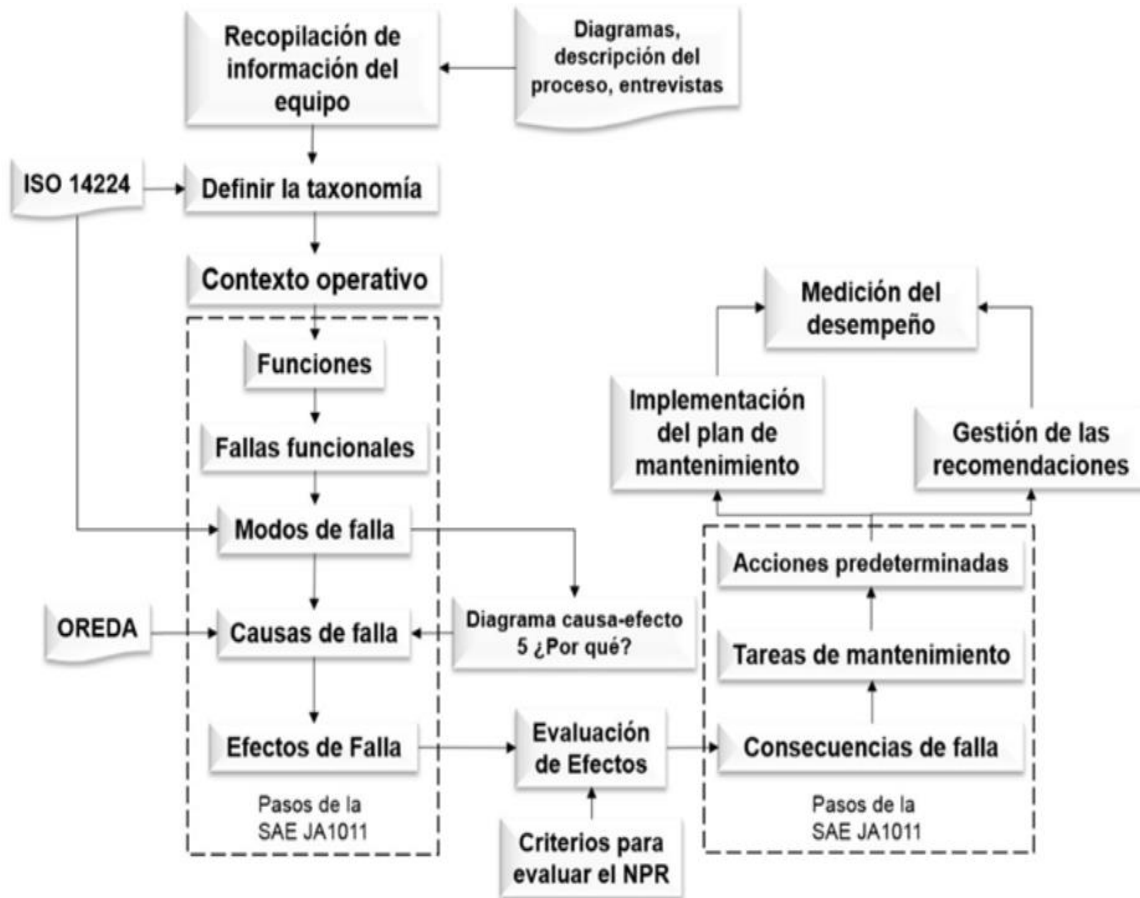 Recopilación de
información del
equipo
Diagramas,
descripción del
proceso, entrevistas
ISO 14224
Definir la taxonomía
Contexto operativo
Funciones
Fallas funcionales
Modos de falla
OREDA
Causas de falla
Diagrama causa-efecto
5 ¿Por qué?
Efectos de Falla
Pasos de la
SAE JA1011
Evaluación
de Efectos
Criterios para
evaluar el NPR
Medición del
desempeño
Implementación
del plan de
mantenimiento
Gestión de las
recomendaciones
Acciones predeterminadas
Tareas de mantenimiento
Consecuencias de falla
Pasos de la
SAE JA1011